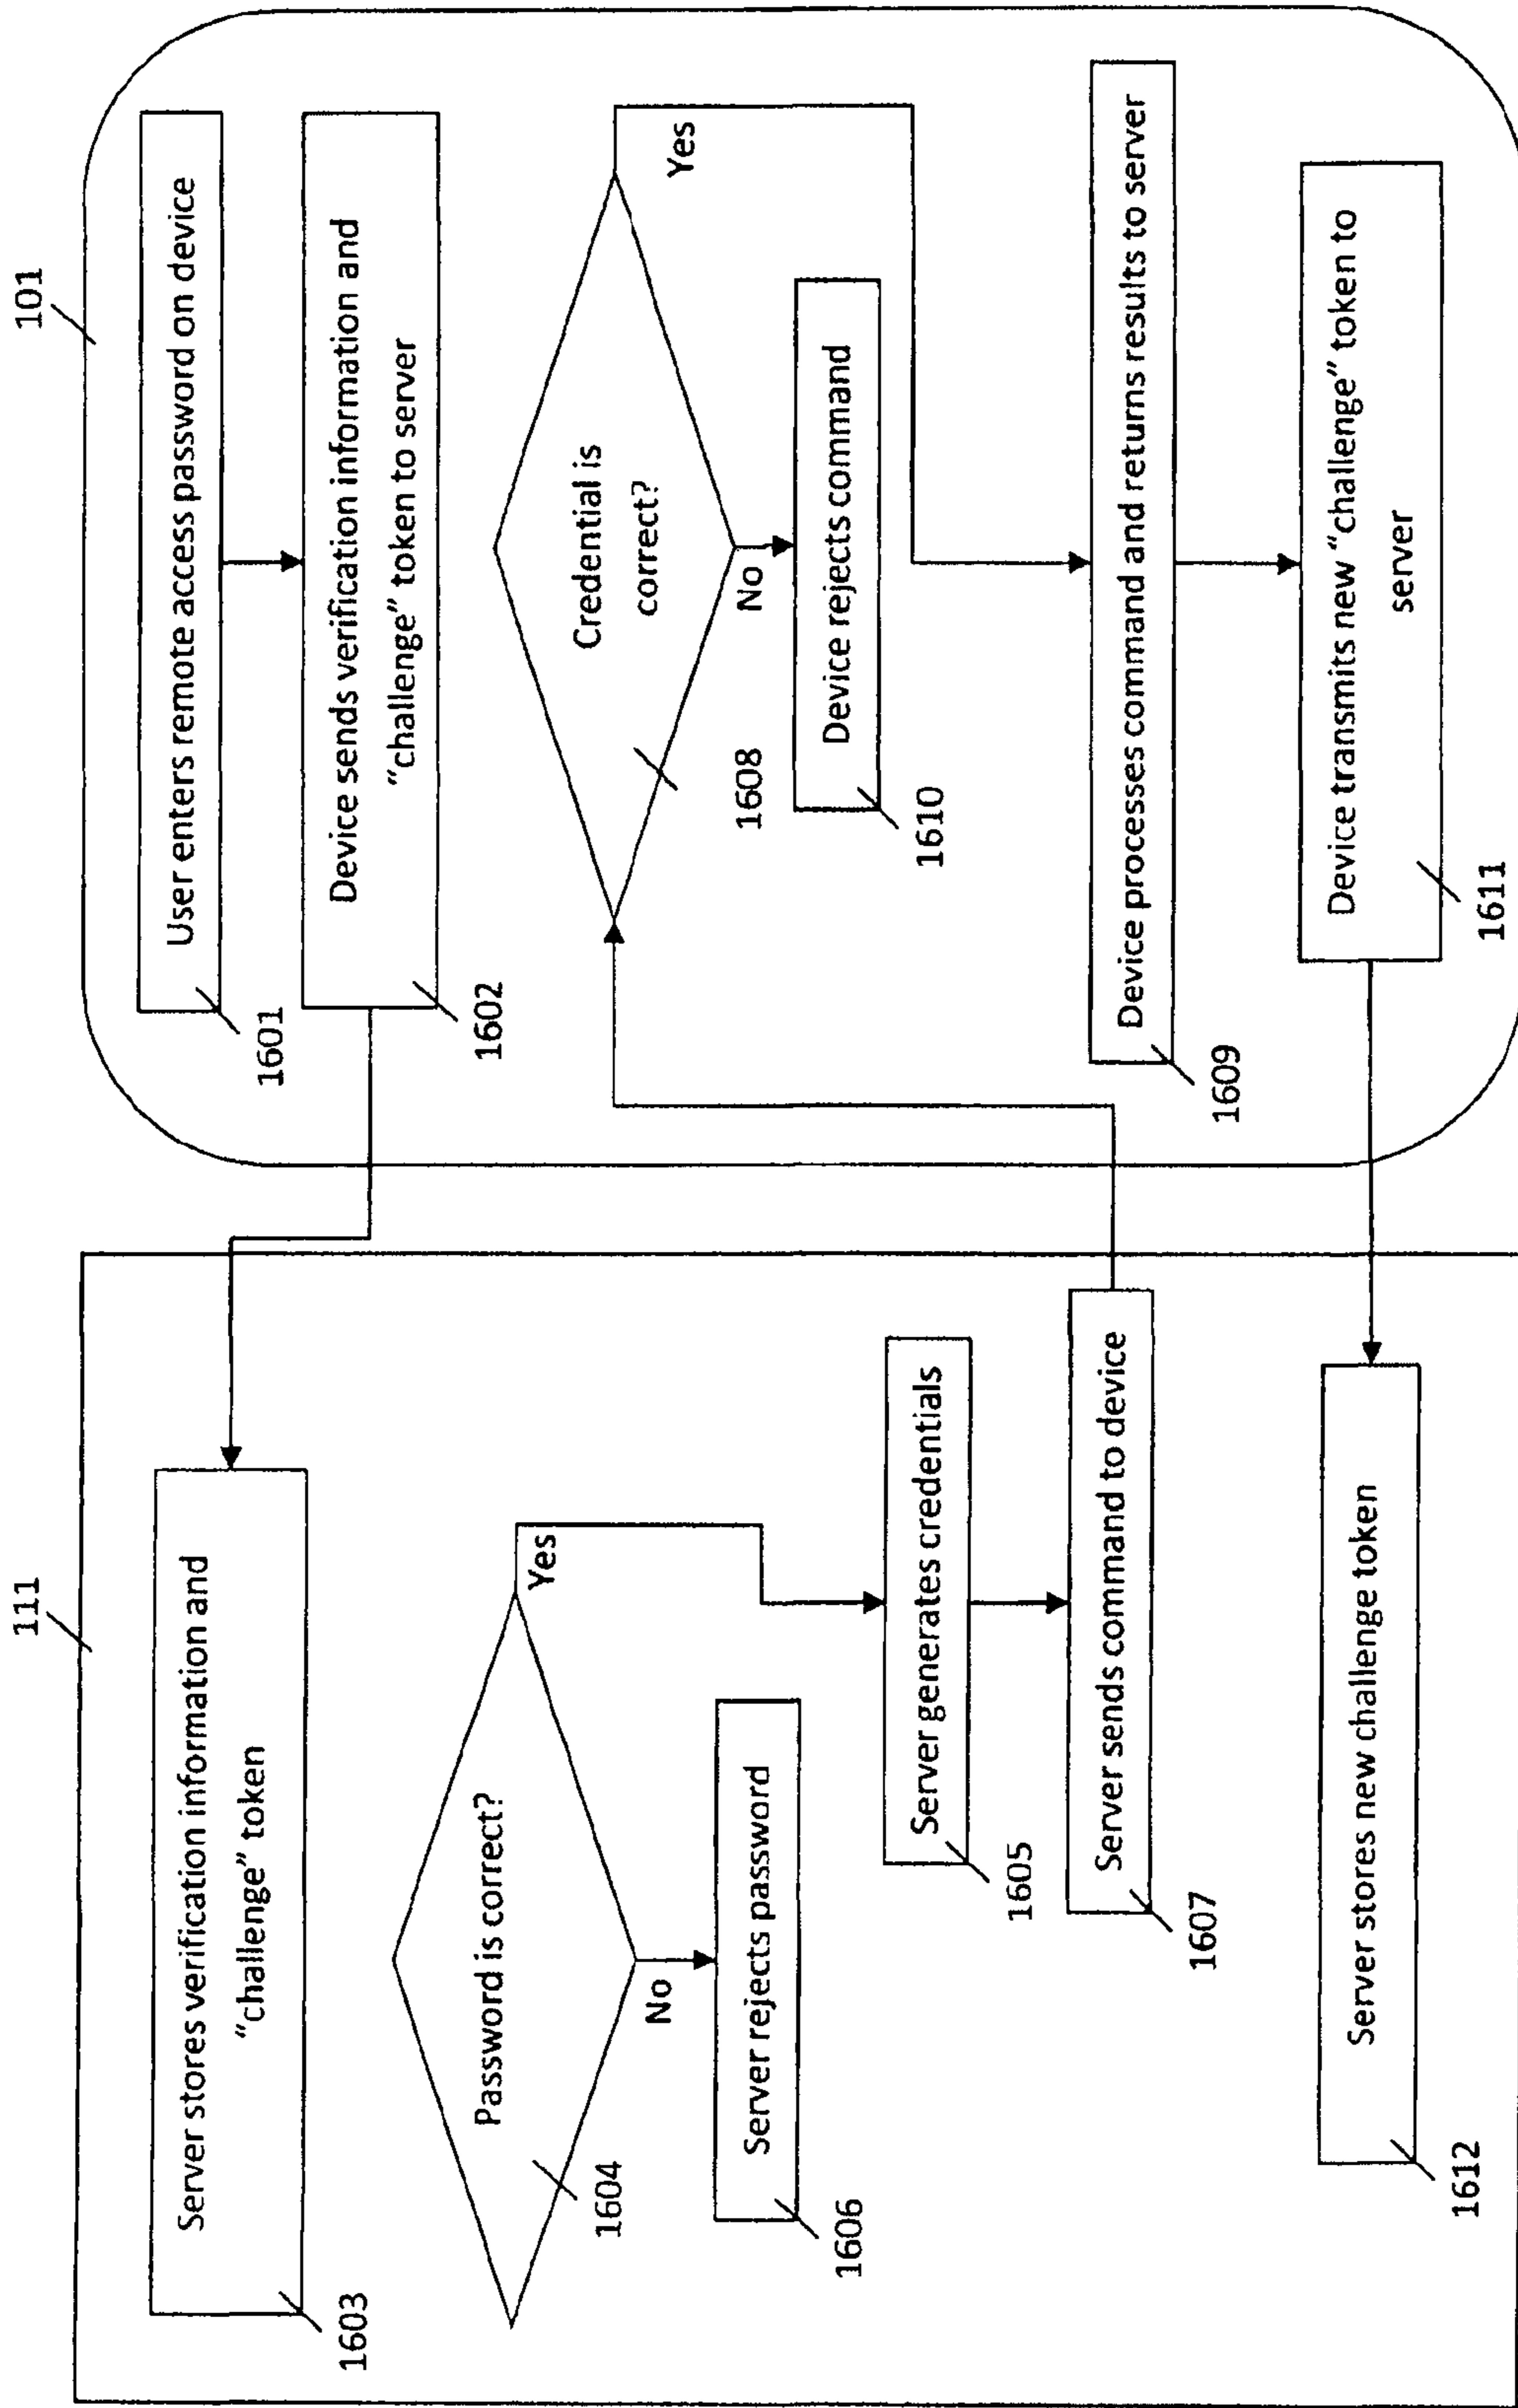 111
Server stores verification information and
“challenge” token
1603
Password is correct?
Yes
No
1604
Server rejects password
1606
Server generates credentials
1605
Server sends command to device
1607
Server stores new challenge token
1612
101
User enters remote access password on device
1601
Device sends verification information and
“challenge” token to server
1602
Credential is
correct?
Yes
No
1608
Device rejects command
1610
Device processes command and returns results to server
1609
Device transmits new “challenge” token to
server
1611